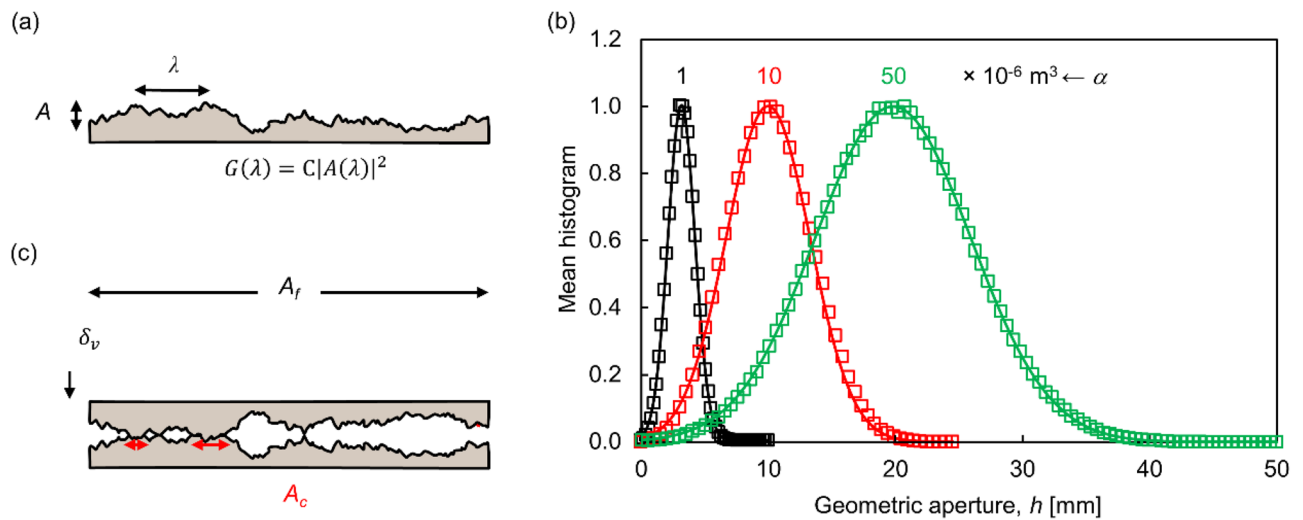 (a)
λ
A
G(λ) = C|A(λ)|²
(c)
A_f
δ_v
A_c
(b)
1.2
1.0
0.8
0.6
0.4
0.2
0.0
Mean histogram
1 10 50 × 10⁻⁶ m³ ← α
0 10 20 30 40 50
Geometric aperture, h [mm]